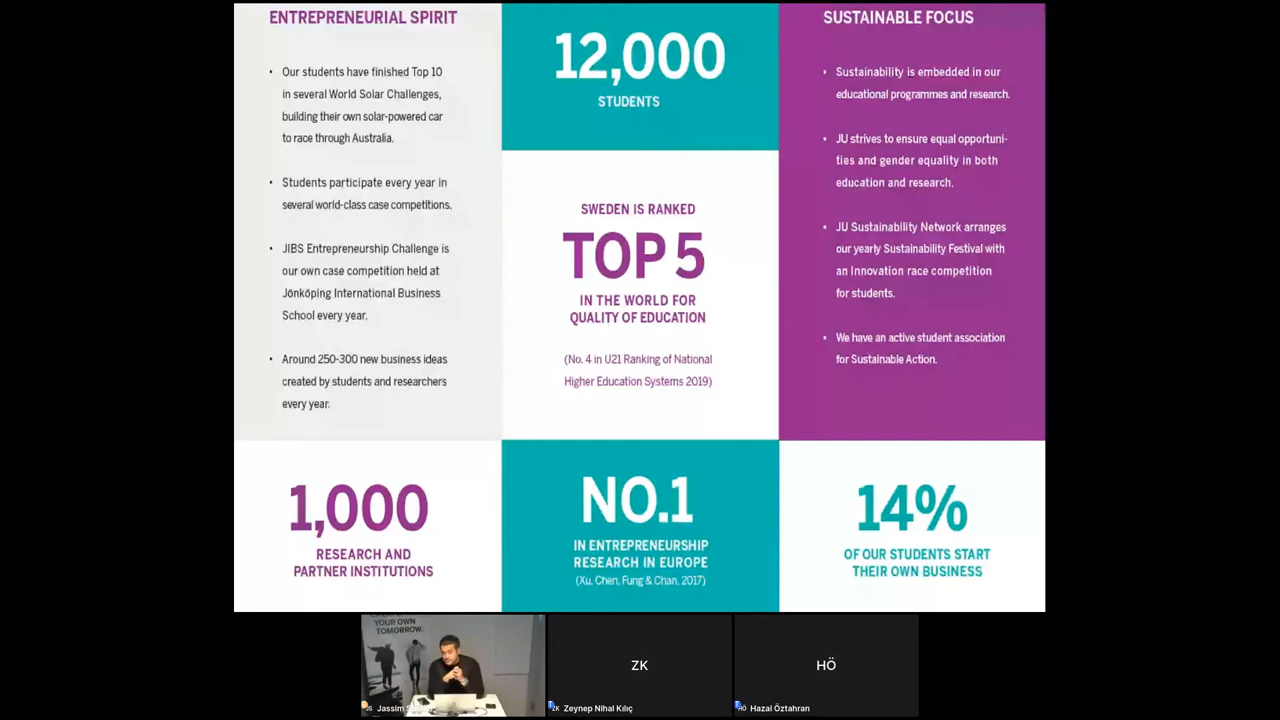 ENTREPRENEURIAL SPIRIT
• Our students have finished Top 10
in several World Solar Challenges,
building their own solar-powered car
to race through Australia.
• Students participate every year in
several world-class case competitions.
• JIBS Entrepreneurship Challenge is
our own case competition held at
Jönköping International Business
School every year.
• Around 250-300 new business ideas
created by students and researchers
every year.
12,000
STUDENTS
SWEDEN IS RANKED
TOP 5
IN THE WORLD FOR
QUALITY OF EDUCATION
(No. 4 in U21 Ranking of National
Higher Education Systems 2019)
SUSTAINABLE FOCUS
• Sustainability is embedded in our
educational programmes and research.
• JU strives to ensure equal opportuni-
ties and gender equality in both
education and research.
• JU Sustainability Network arranges
our yearly Sustainability Festival with
an Innovation race competition
for students.
• We have an active student association
for Sustainable Action.
1,000
RESEARCH AND
PARTNER INSTITUTIONS
NO.1
IN ENTREPRENEURSHIP
RESEARCH IN EUROPE
(Xu, Chen, Fung & Chan, 2017)
14%
OF OUR STUDENTS START
THEIR OWN BUSINESS
YOUR OWN
TOMORROW.
JS Jassim
ZK
ZK Zeynep Nihal Kılıç
HÖ
HÖ Hazal Öztahran